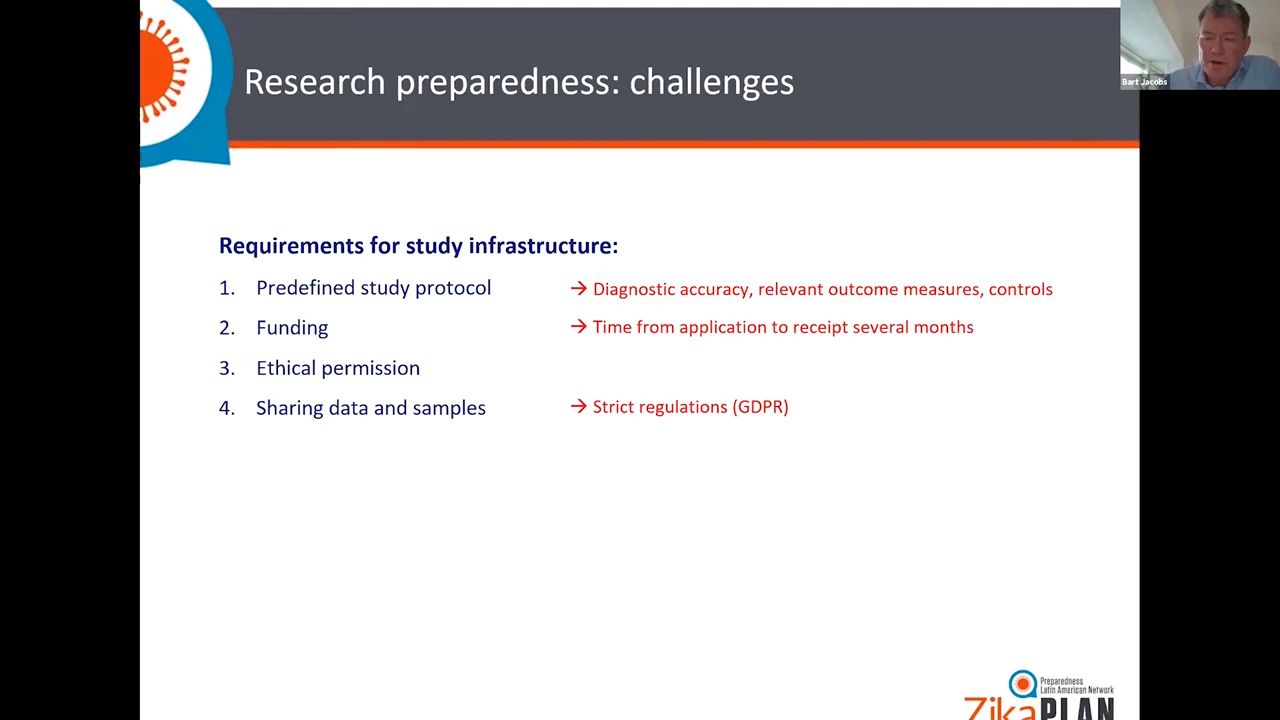 Research preparedness: challenges
Bart Jacobs
Requirements for study infrastructure:
1. Predefined study protocol → Diagnostic accuracy, relevant outcome measures, controls
2. Funding → Time from application to receipt several months
3. Ethical permission
4. Sharing data and samples → Strict regulations (GDPR)
Preparedness
Latin American Network
ZikaPLAN